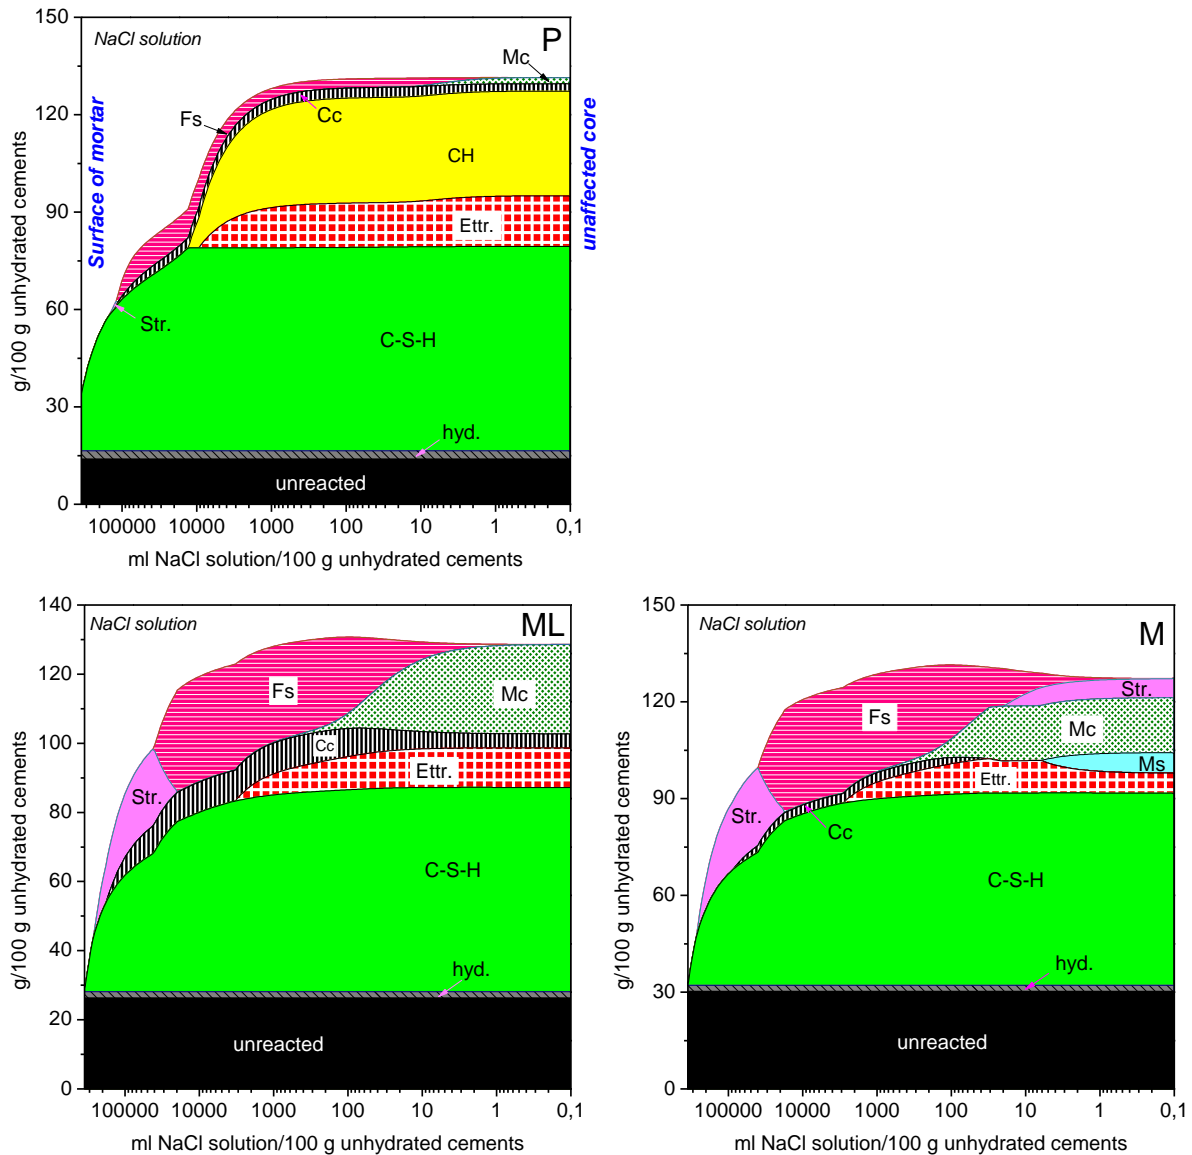 150
NaCl solution
P
Mc
120
Fs
Cc
g/100 g unhydrated cements
Surface of mortar
unaffected core
CH
90
Ettr.
60
Str.
C-S-H
30
hyd.
unreacted
0
100000 10000 1000 100 10 1 0,1
ml NaCl solution/100 g unhydrated cements
140
NaCl solution
ML
120
Fs
Mc
100
Cc
Ettr.
80
Str.
g/100 g unhydrated cements
60
C-S-H
40
hyd.
20
unreacted
0
100000 10000 1000 100 10 1 0,1
ml NaCl solution/100 g unhydrated cements
150
NaCl solution
M
120
Str.
Fs
Mc
Ms
Ettr.
90
Str.
Cc
g/100 g unhydrated cements
60
C-S-H
hyd.
30
unreacted
0
100000 10000 1000 100 10 1 0,1
ml NaCl solution/100 g unhydrated cements